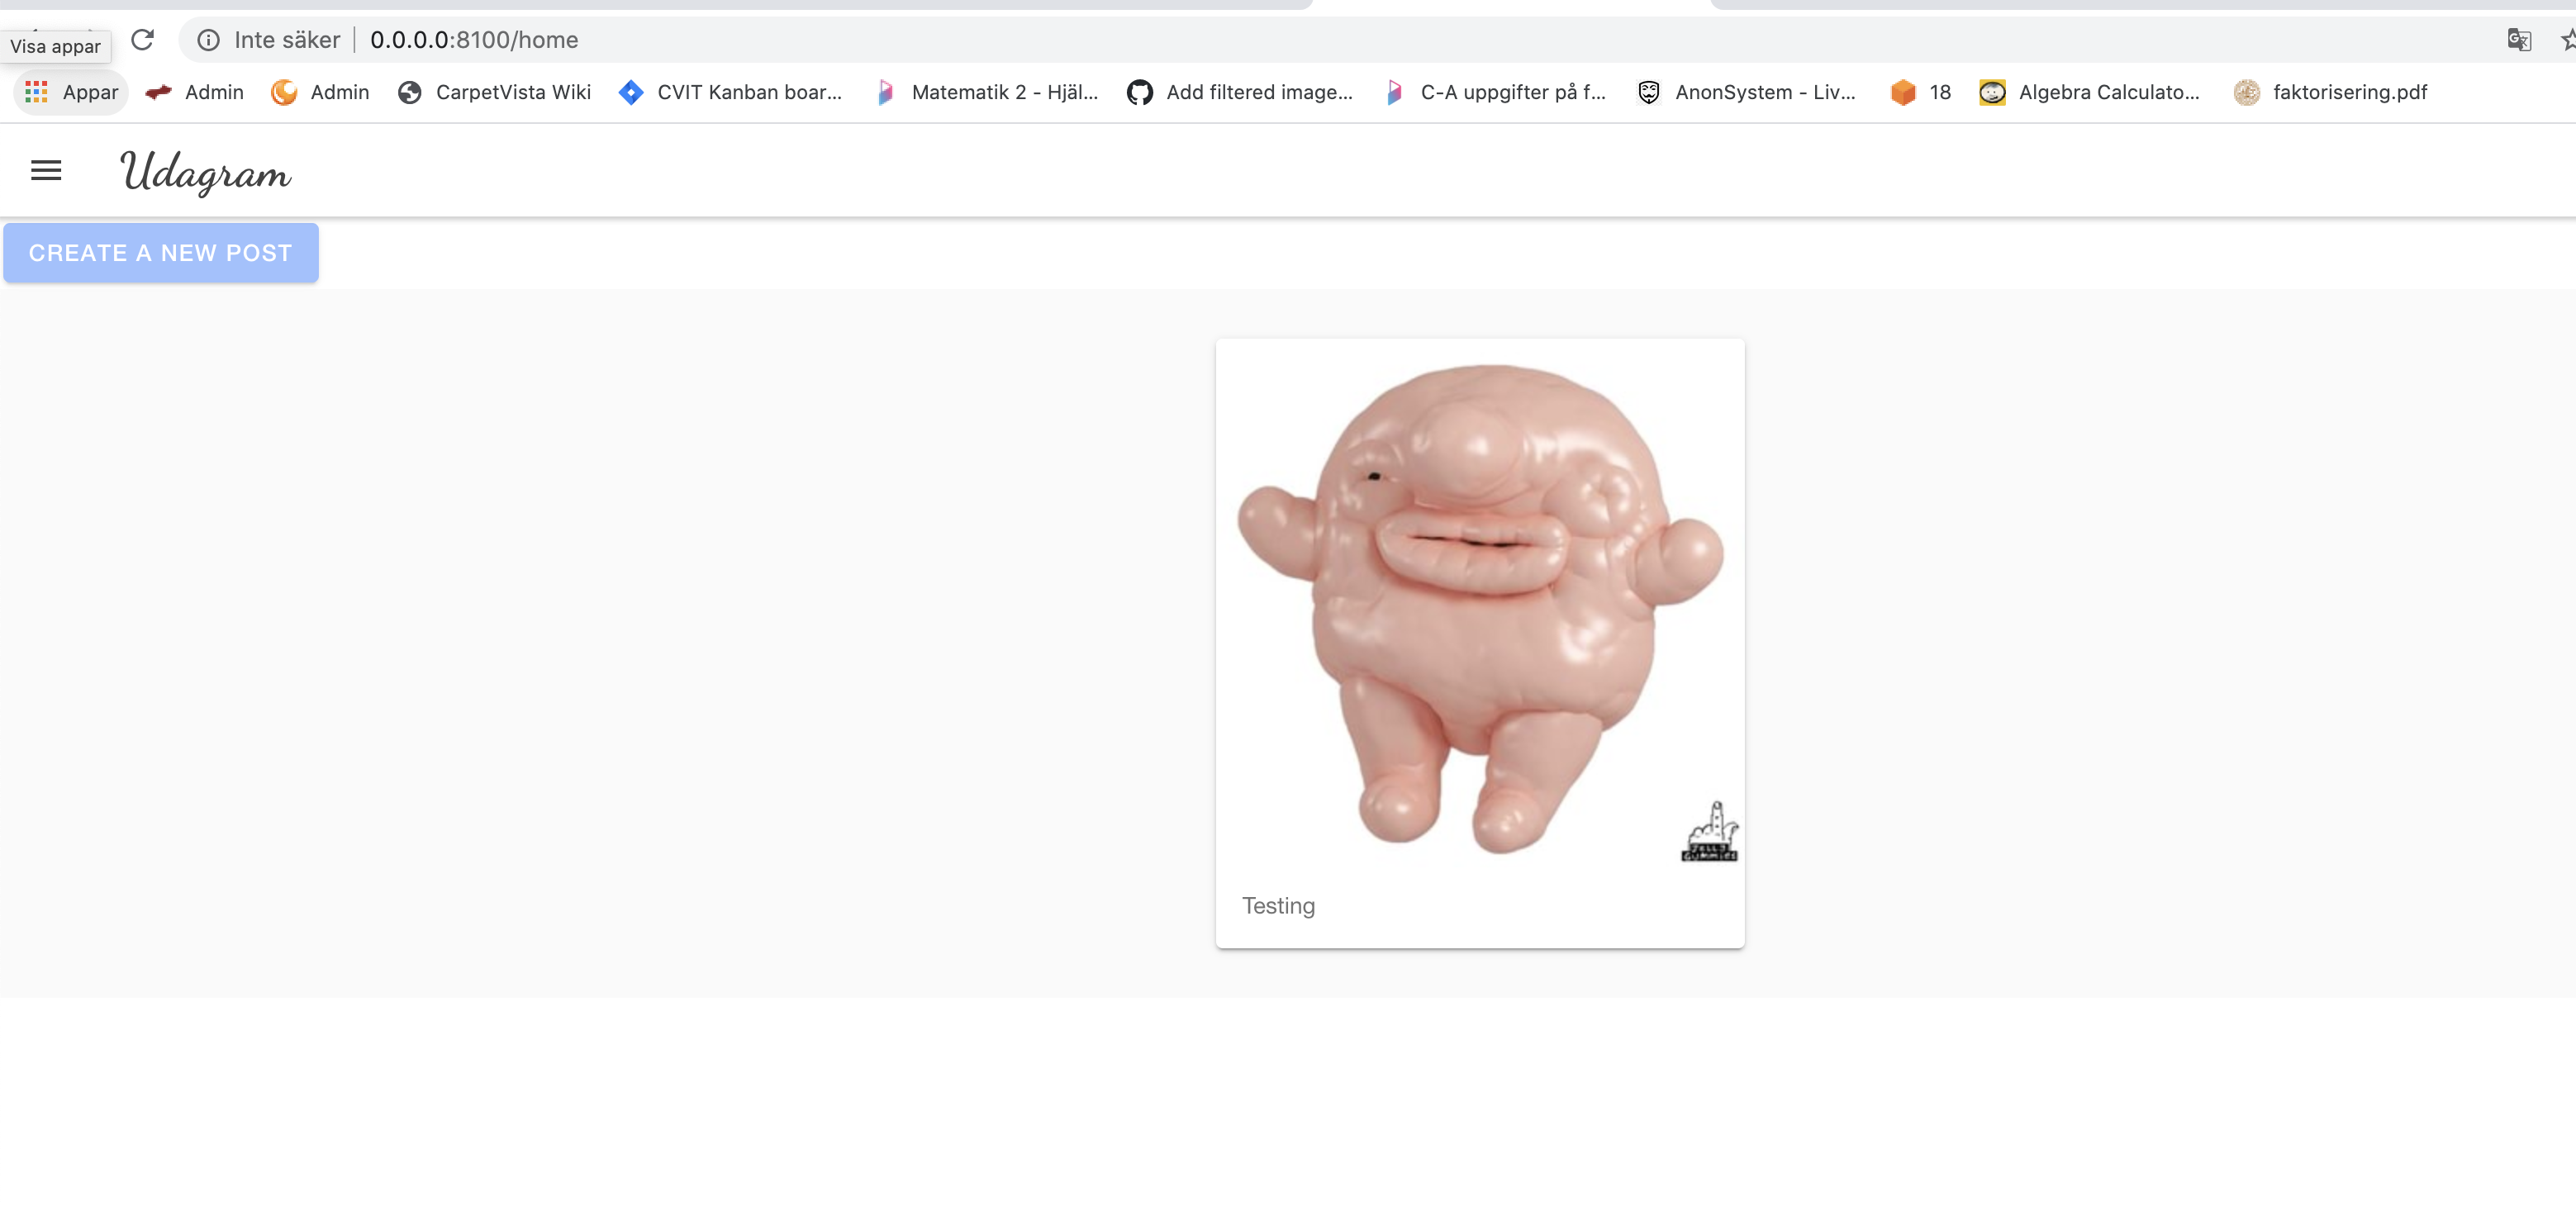 Inte säker 0.0.0.0:8100/home
Visa appar
Appar Admin Admin CarpetVista Wiki CVIT Kanban boar... Matematik 2 - Hjäl... Add filtered image... C-A uppgifter på f... AnonSystem - Liv... 18 Algebra Calculato... faktorisering.pdf
Udagram
CREATE A NEW POST
JELLY
GUMMIES
Testing